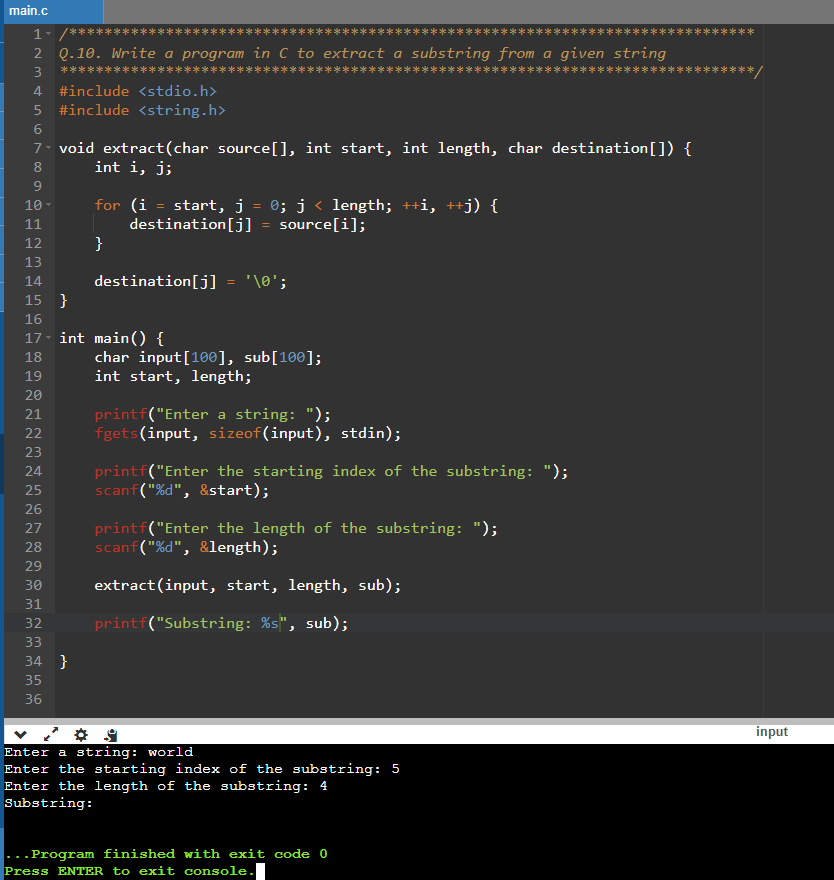 main.c
1 /******************************************************************************
2 Q.10. Write a program in C to extract a substring from a given string
3 *******************************************************************************/
4 #include <stdio.h>
5 #include <string.h>
6
7 void extract(char source[], int start, int length, char destination[]) {
8     int i, j;
9
10     for (i = start, j = 0; j < length; ++i, ++j) {
11         destination[j] = source[i];
12     }
13
14     destination[j] = '\0';
15 }
16
17 int main() {
18     char input[100], sub[100];
19     int start, length;
20
21     printf("Enter a string: ");
22     fgets(input, sizeof(input), stdin);
23
24     printf("Enter the starting index of the substring: ");
25     scanf("%d", &start);
26
27     printf("Enter the length of the substring: ");
28     scanf("%d", &length);
29
30     extract(input, start, length, sub);
31
32     printf("Substring: %s", sub);
33
34 }
35
36
input
Enter a string: world
Enter the starting index of the substring: 5
Enter the length of the substring: 4
Substring:
...Program finished with exit code 0
Press ENTER to exit console.